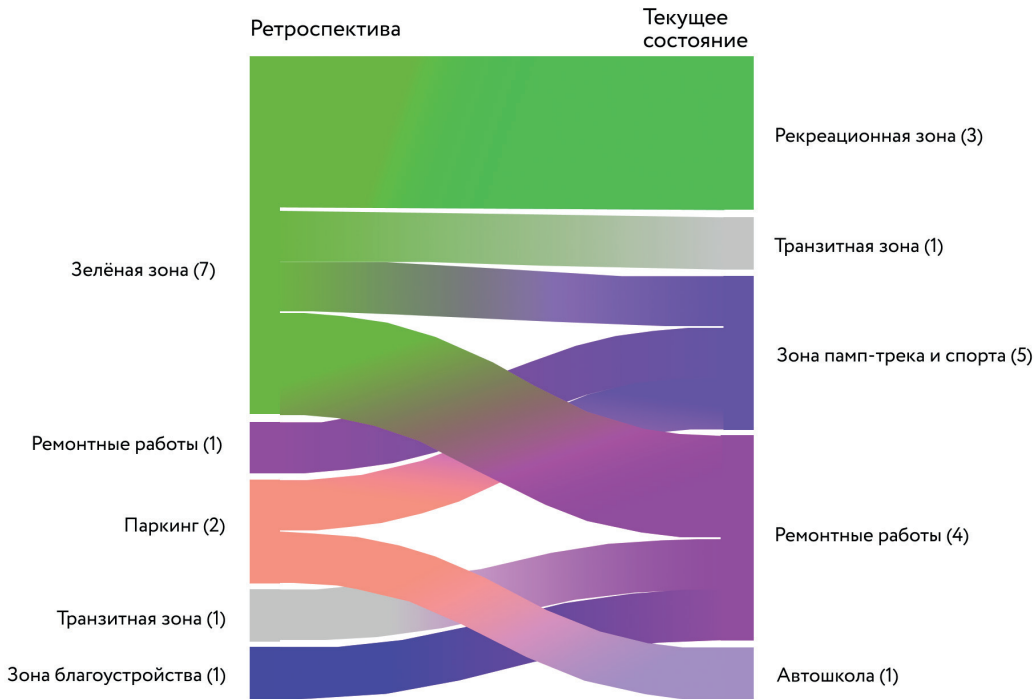 Ретроспектива
Текущее
состояние
Зелёная зона (7)
Ремонтные работы (1)
Паркинг (2)
Транзитная зона (1)
Зона благоустройства (1)
Рекреационная зона (3)
Транзитная зона (1)
Зона памп-трека и спорта (5)
Ремонтные работы (4)
Автошкола (1)